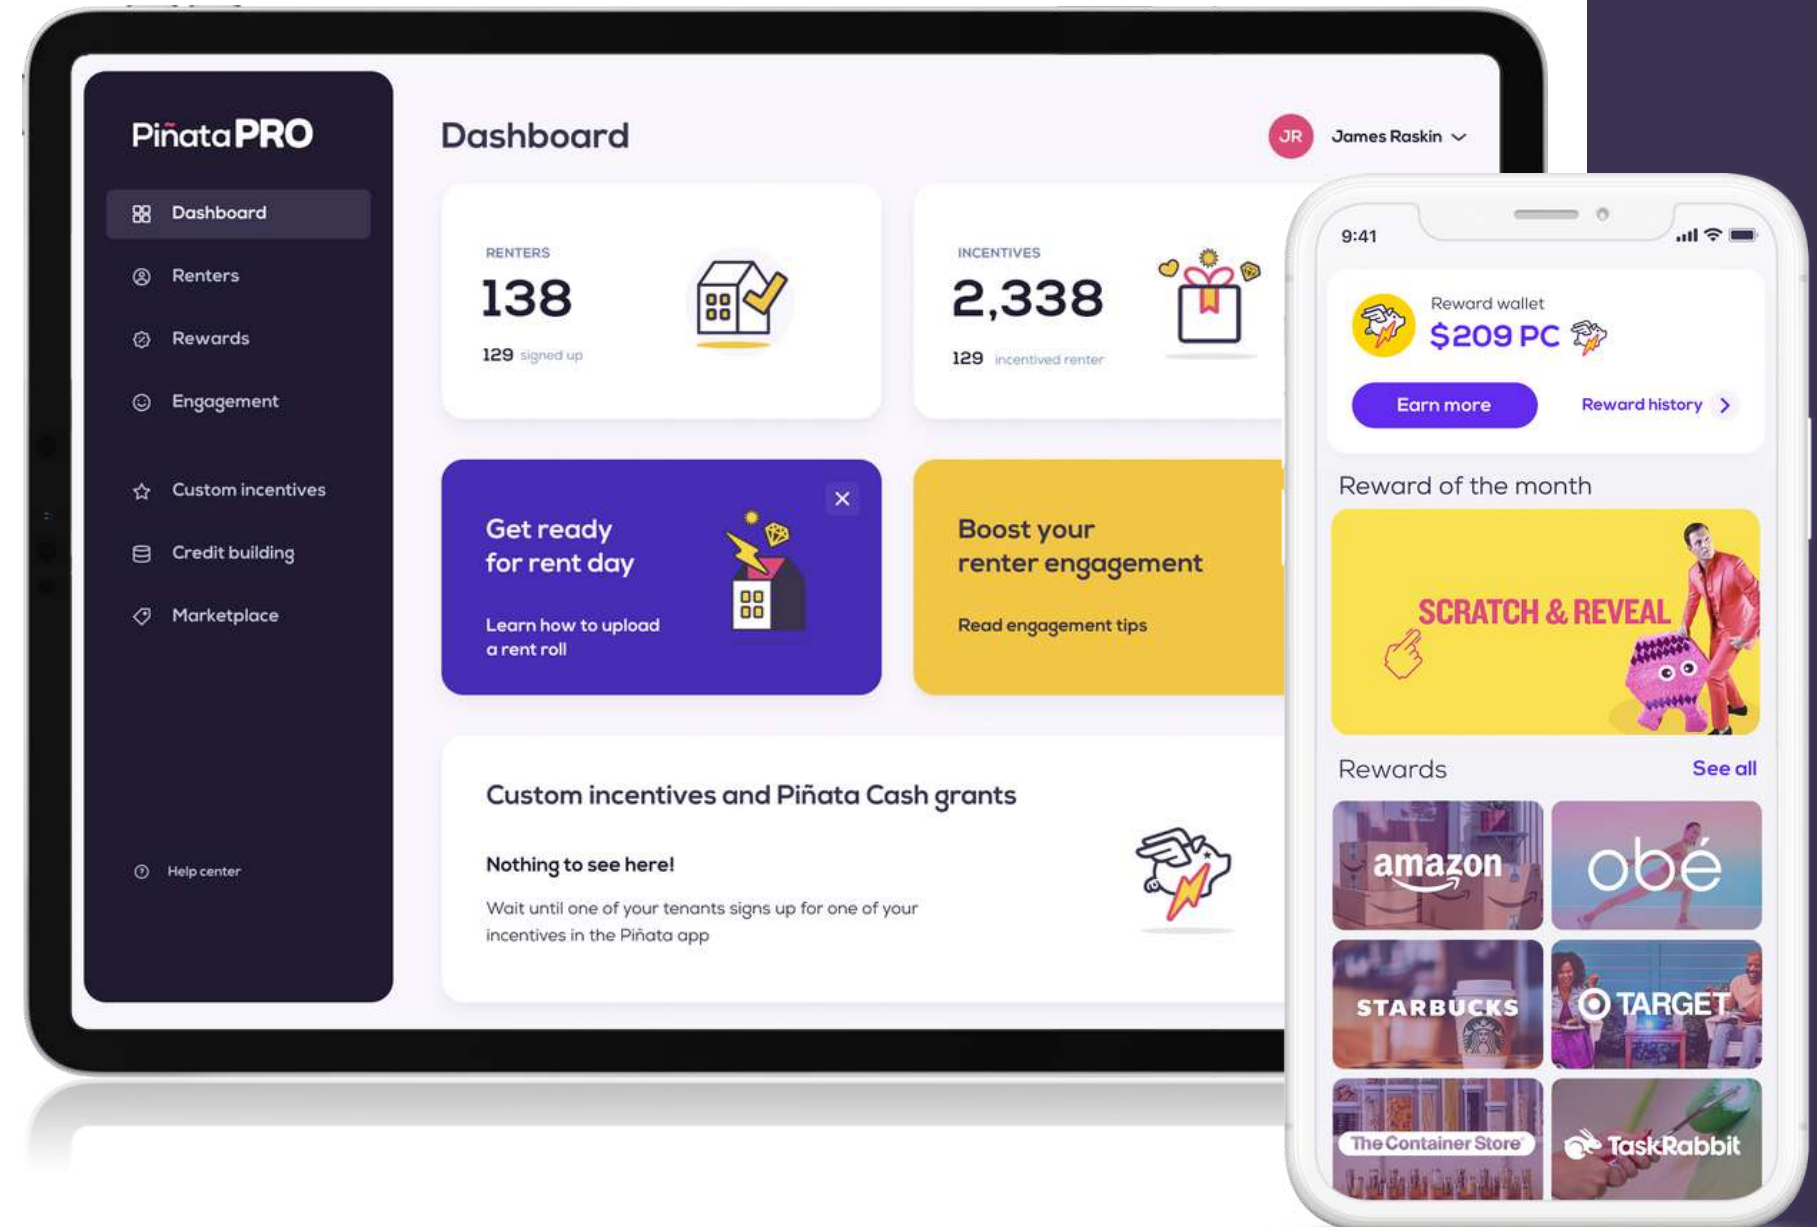 Piñata PRO
Dashboard
Renters
Rewards
Engagement
Custom incentives
Credit building
Marketplace
Help center
Dashboard
JR
James Raskin
RENTERS
138
129 signed up
INCENTIVES
2,338
129 incentived renter
Get ready
for rent day
Learn how to upload
a rent roll
Boost your
renter engagement
Read engagement tips
Custom incentives and Piñata Cash grants
Nothing to see here!
Wait until one of your tenants signs up for one of your
incentives in the Piñata app
9:41
Reward wallet
$209 PC
Earn more
Reward history
Reward of the month
SCRATCH & REVEAL
Rewards
See all
amazon
obé
STARBUCKS
TARGET
The Container Store
TaskRabbit